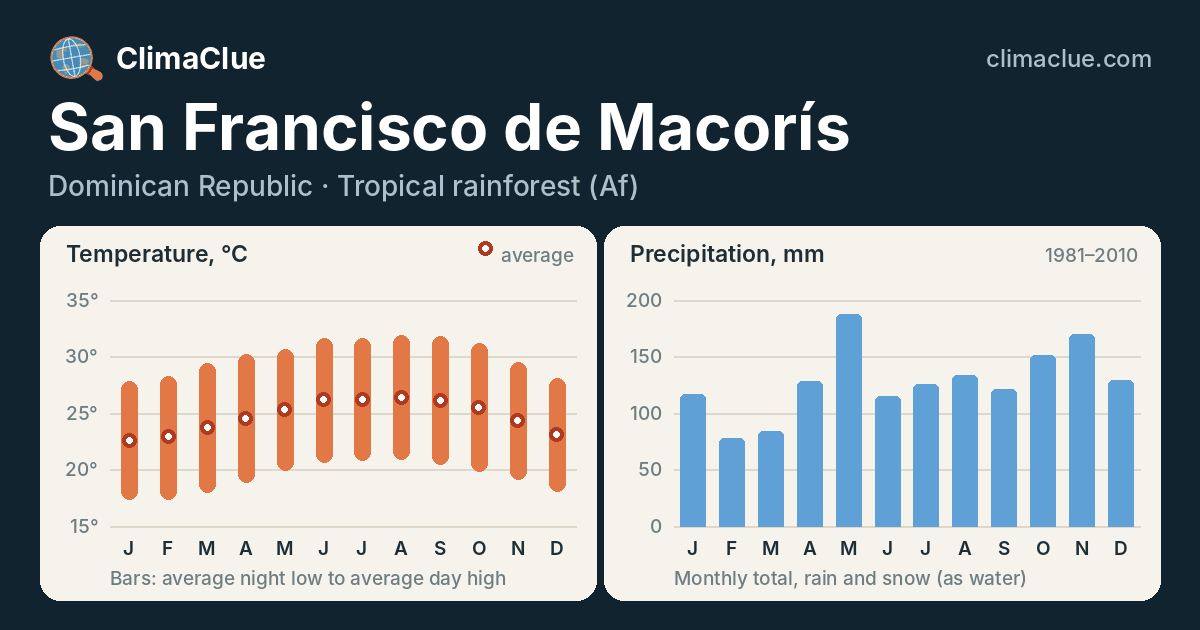 ClimaClue
climaclue.com
San Francisco de Macorís
Dominican Republic · Tropical rainforest (Af)
Temperature, °C
average
35°
30°
25°
20°
15°
J F M A M J J A S O N D
Bars: average night low to average day high
Precipitation, mm
1981–2010
200
150
100
50
0
J F M A M J J A S O N D
Monthly total, rain and snow (as water)